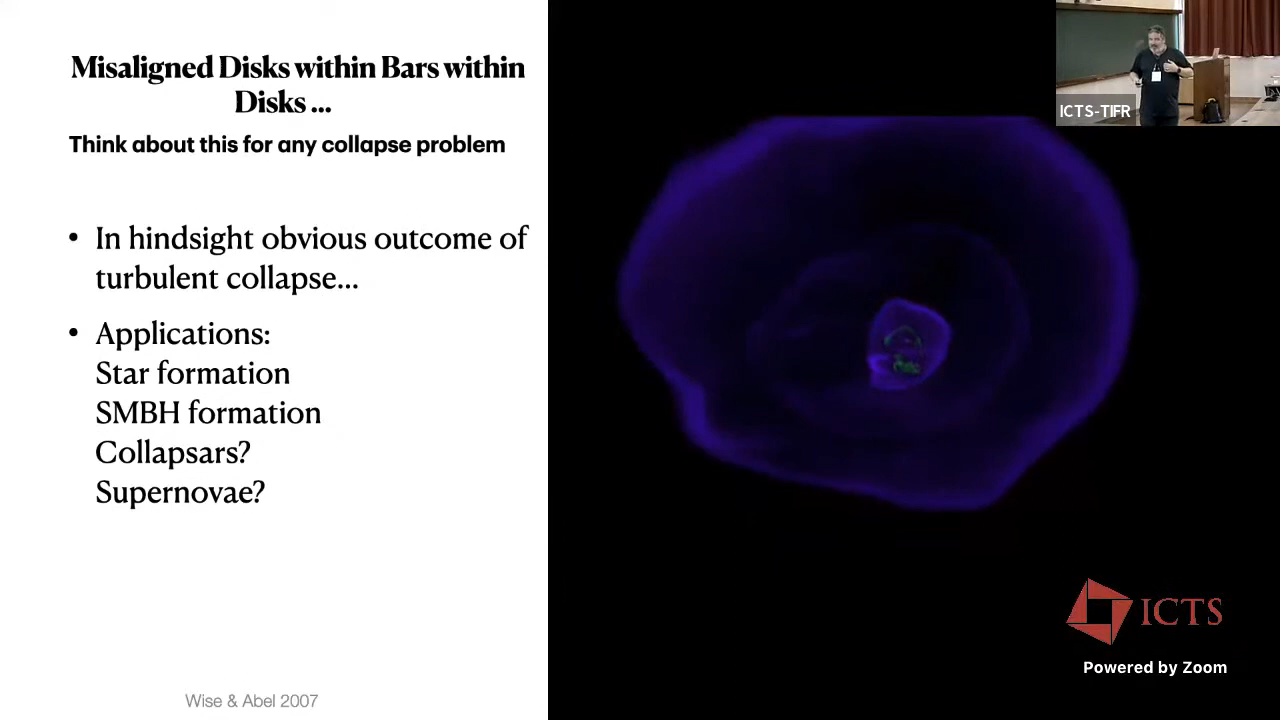 Misaligned Disks within Bars within
Disks ...
Think about this for any collapse problem
• In hindsight obvious outcome of
turbulent collapse...
• Applications:
Star formation
SMBH formation
Collapsars?
Supernovae?
Wise & Abel 2007
ICTS-TIFR
ICTS
Powered by Zoom